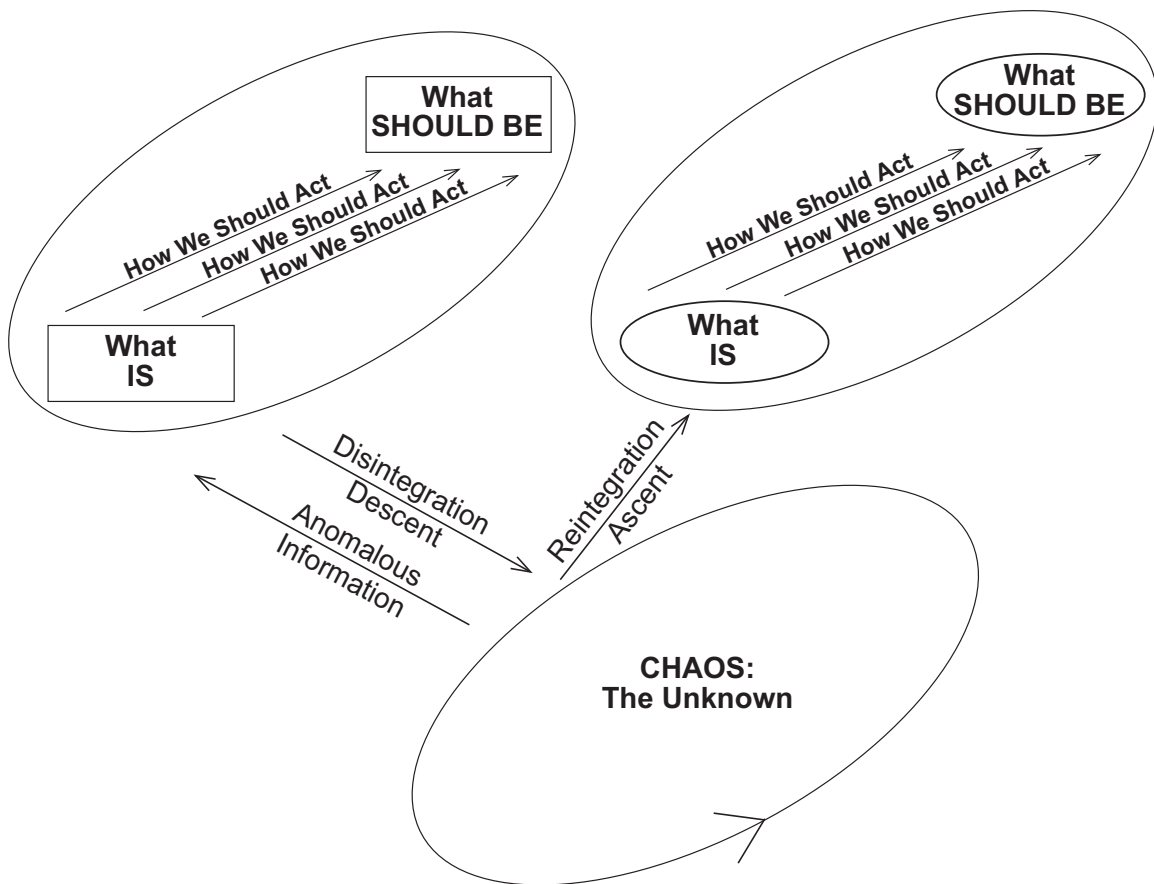 What
SHOULD BE
How We Should Act
How We Should Act
How We Should Act
What
IS
What
SHOULD BE
How We Should Act
How We Should Act
How We Should Act
What
IS
Disintegration
Descent
Anomalous
Information
Reintegration
Ascent
CHAOS:
The Unknown